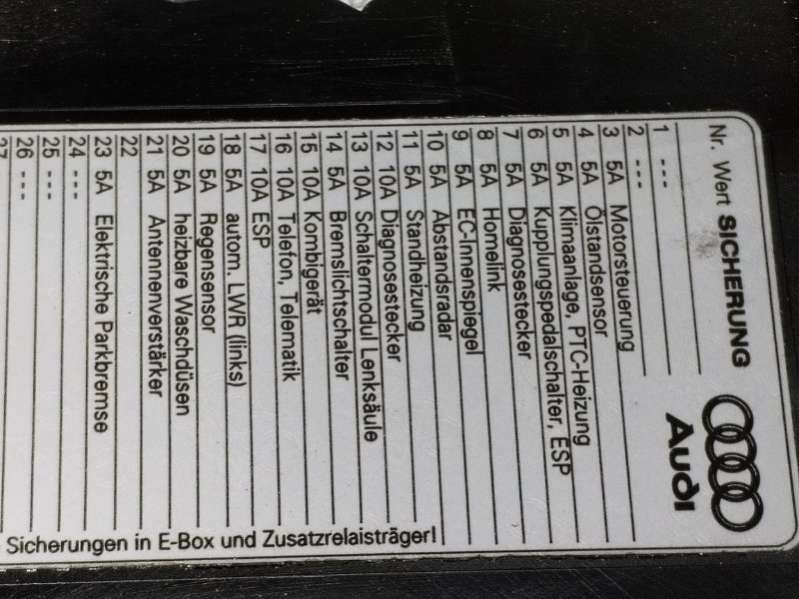 Nr. Wert SICHERUNG
Audi
1 ---
2 ---
3 5A Motorsteuerung
4 5A Ölstandsensor
5 5A Klimaanlage, PTC-Heizung
6 5A Kupplungspedalschalter, ESP
7 5A Diagnosestecker
8 5A Homelink
9 5A EC-Innenspiegel
10 5A Abstandsradar
11 5A Standheizung
12 10A Diagnosestecker
13 10A Schaltermodul Lenksäule
14 5A Bremslichtschalter
15 10A Kombigerät
16 10A Telefon, Telematik
17 10A ESP
18 5A autom. LWR (links)
19 5A Regensensor
20 5A heizbare Waschdüsen
21 5A Antennenverstärker
22
23 5A Elektrische Parkbremse
24 ---
25 ---
26 ---
27
Sicherungen in E-Box und Zusatzrelaisträger!